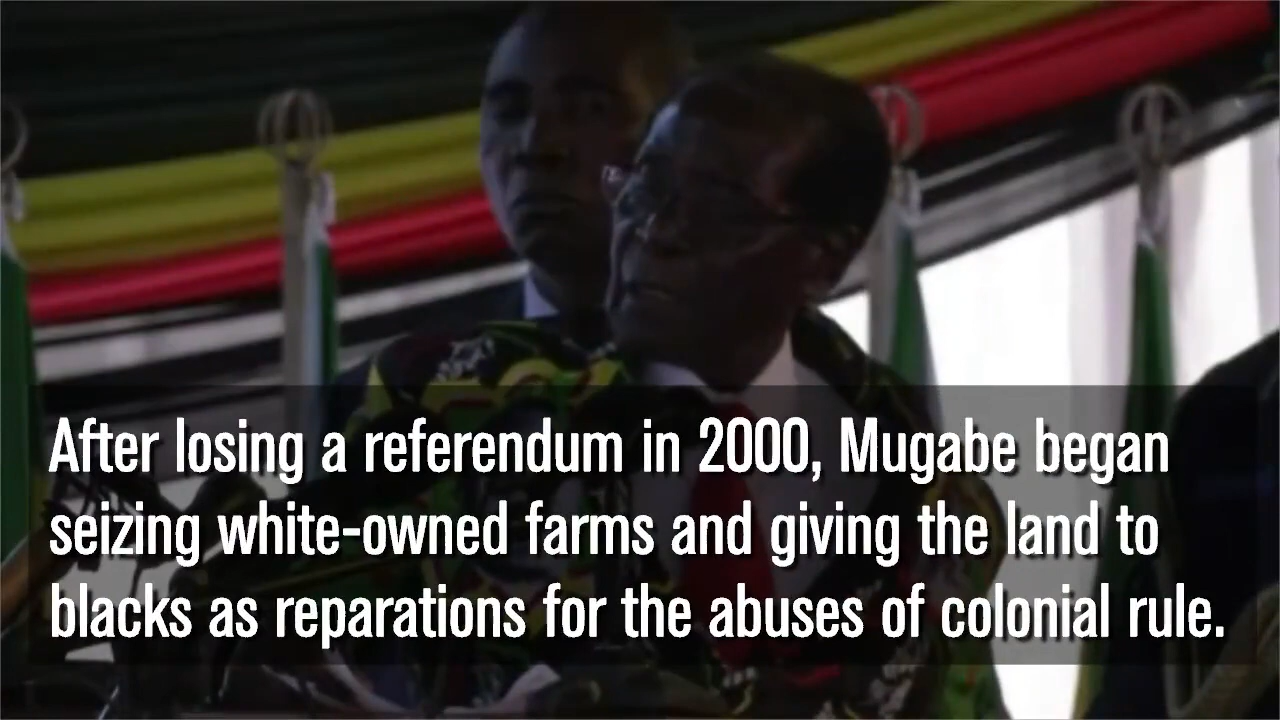 After losing a referendum in 2000, Mugabe began
seizing white-owned farms and giving the land to
blacks as reparations for the abuses of colonial rule.